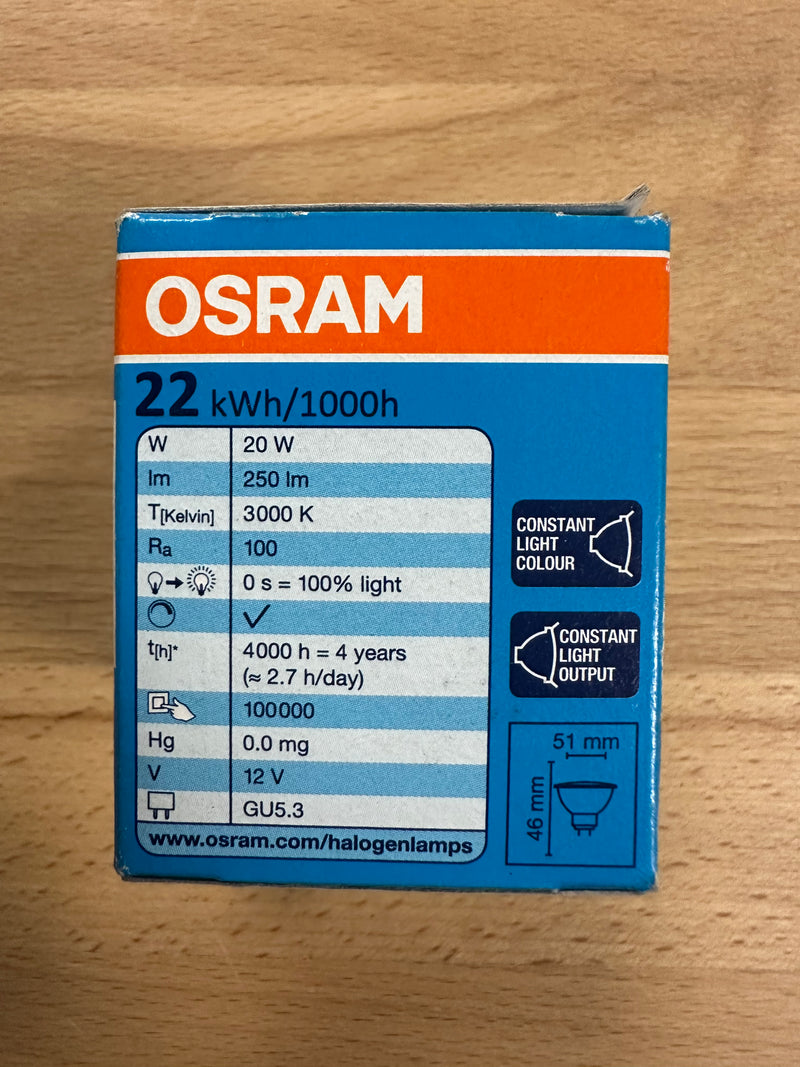 OSRAM
22 kWh/1000h
W 20 W
lm 250 lm
T[Kelvin] 3000 K
Ra 100
0 s = 100% light
t[h]* 4000 h = 4 years
(≈ 2.7 h/day)
100000
Hg 0.0 mg
V 12 V
GU5.3
www.osram.com/halogenlamps
CONSTANT
LIGHT
COLOUR
CONSTANT
LIGHT
OUTPUT
51 mm
46 mm